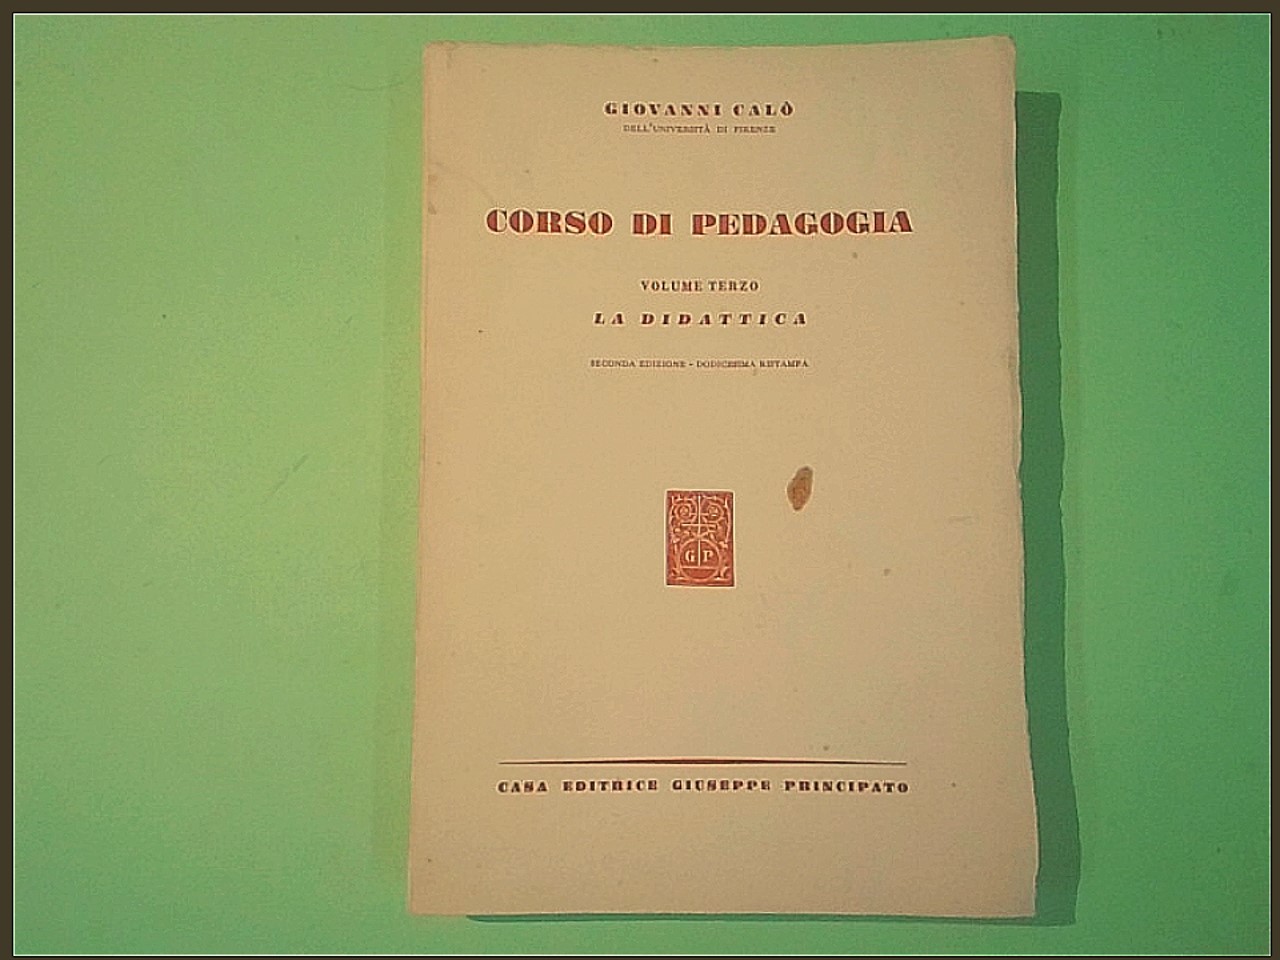 GIOVANNI CALÒ
DELL'UNIVERSITÀ DI FIRENZE
CORSO DI PEDAGOGIA
VOLUME TERZO
LA DIDATTICA
SECONDA EDIZIONE - DODICESIMA RISTAMPA
G P
CASA EDITRICE GIUSEPPE PRINCIPATO